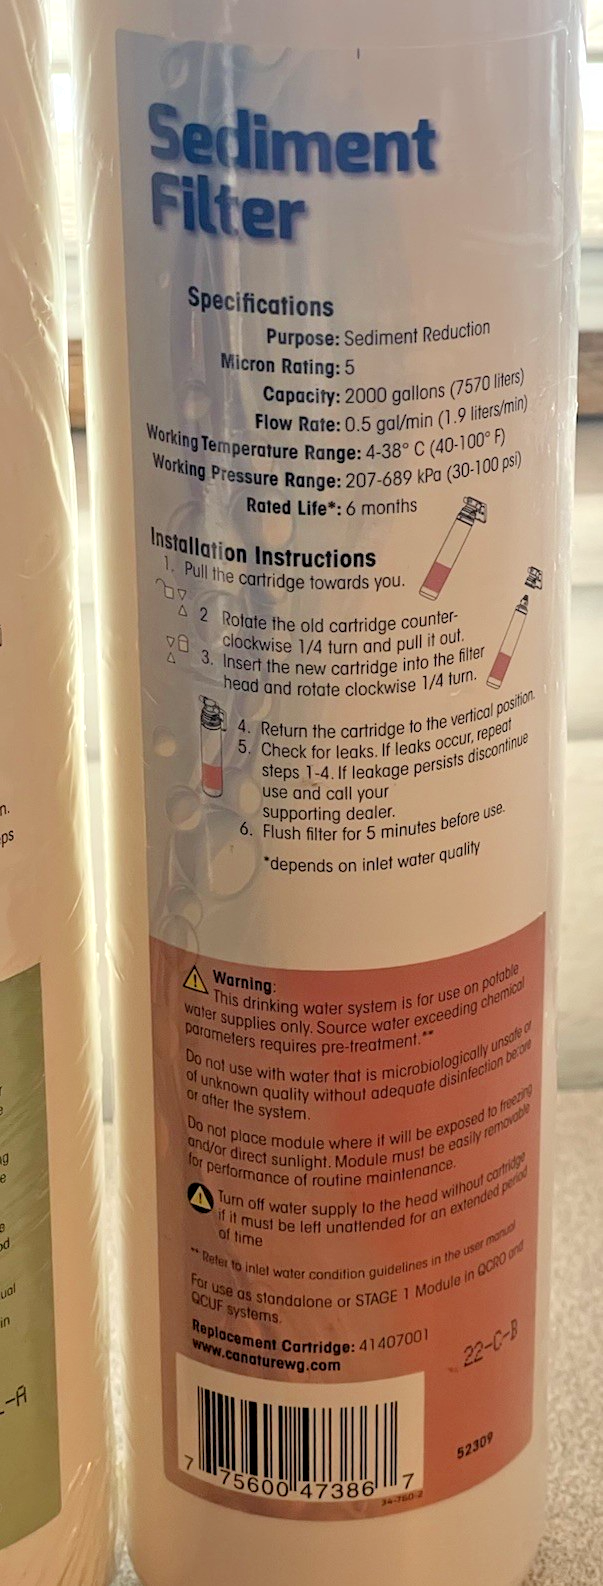 Sediment
Filter
Specifications
Purpose: Sediment Reduction
Micron Rating: 5
Capacity: 2000 gallons (7570 liters)
Flow Rate: 0.5 gal/min (1.9 liters/min)
Working Temperature Range: 4-38° C (40-100° F)
Working Pressure Range: 207-689 kPa (30-100 psi)
Rated Life*: 6 months
Installation Instructions
1. Pull the cartridge towards you.
2 Rotate the old cartridge counter-
clockwise 1/4 turn and pull it out.
3. Insert the new cartridge into the filter
head and rotate clockwise 1/4 turn.
4. Return the cartridge to the vertical position.
5. Check for leaks. If leaks occur, repeat
steps 1-4. If leakage persists discontinue
use and call your
supporting dealer.
6. Flush filter for 5 minutes before use.
*depends on inlet water quality
Warning:
This drinking water system is for use on potable
water supplies only. Source water exceeding chemical
parameters requires pre-treatment.**
Do not use with water that is microbiologically unsafe or
of unknown quality without adequate disinfection before
or after the system.
Do not place module where it will be exposed to freezing
and/or direct sunlight. Module must be easily removable
for performance of routine maintenance.
Turn off water supply to the head without cartridge
if it must be left unattended for an extended period
of time
** Refer to inlet water condition guidelines in the user manual
For use as standalone or STAGE 1 Module in QCRO and
QCUF systems.
Replacement Cartridge: 41407001
www.canaturewg.com
22-C-B
52309
7 75600 47386 7
34-760-2